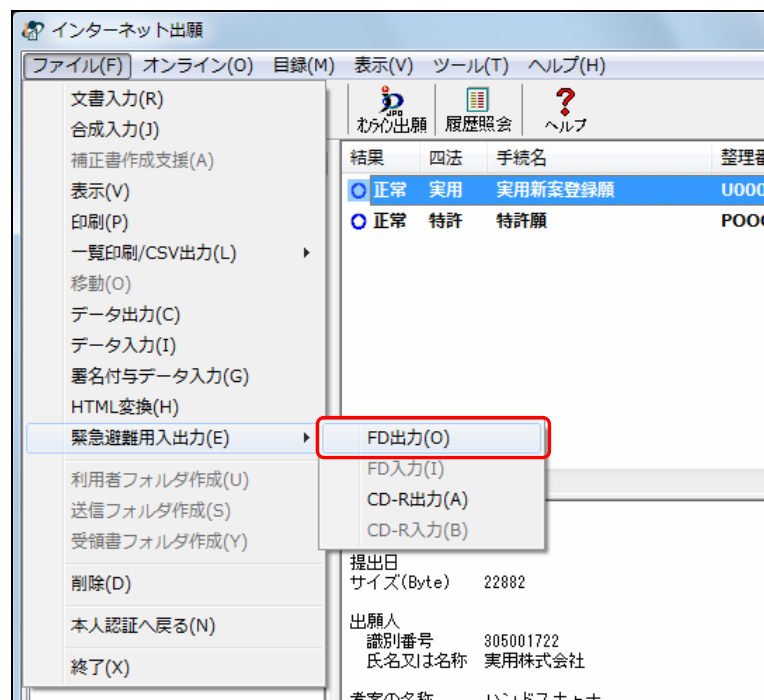 インターネット出願
ファイル(F) オンライン(O) 目録(M) 表示(V) ツール(T) ヘルプ(H)
文書入力(R)
合成入力(J)
補正書作成支援(A)
表示(V)
印刷(P)
一覧印刷/CSV出力(L)
移動(O)
データ出力(C)
データ入力(I)
署名付与データ入力(G)
HTML変換(H)
緊急避難用入出力(E)
利用者フォルダ作成(U)
送信フォルダ作成(S)
受領書フォルダ作成(Y)
削除(D)
本人認証へ戻る(N)
終了(X)
FD出力(O)
FD入力(I)
CD-R出力(A)
CD-R入力(B)
JPO
オンライン出願 履歴照会 ヘルプ
結果 四法 手続名 整理番
正常 実用 実用新案登録願 U000
正常 特許 特許願
提出日
サイズ(Byte) 22882
出願人
識別番号 305001722
氏名又は名称 実用株式会社